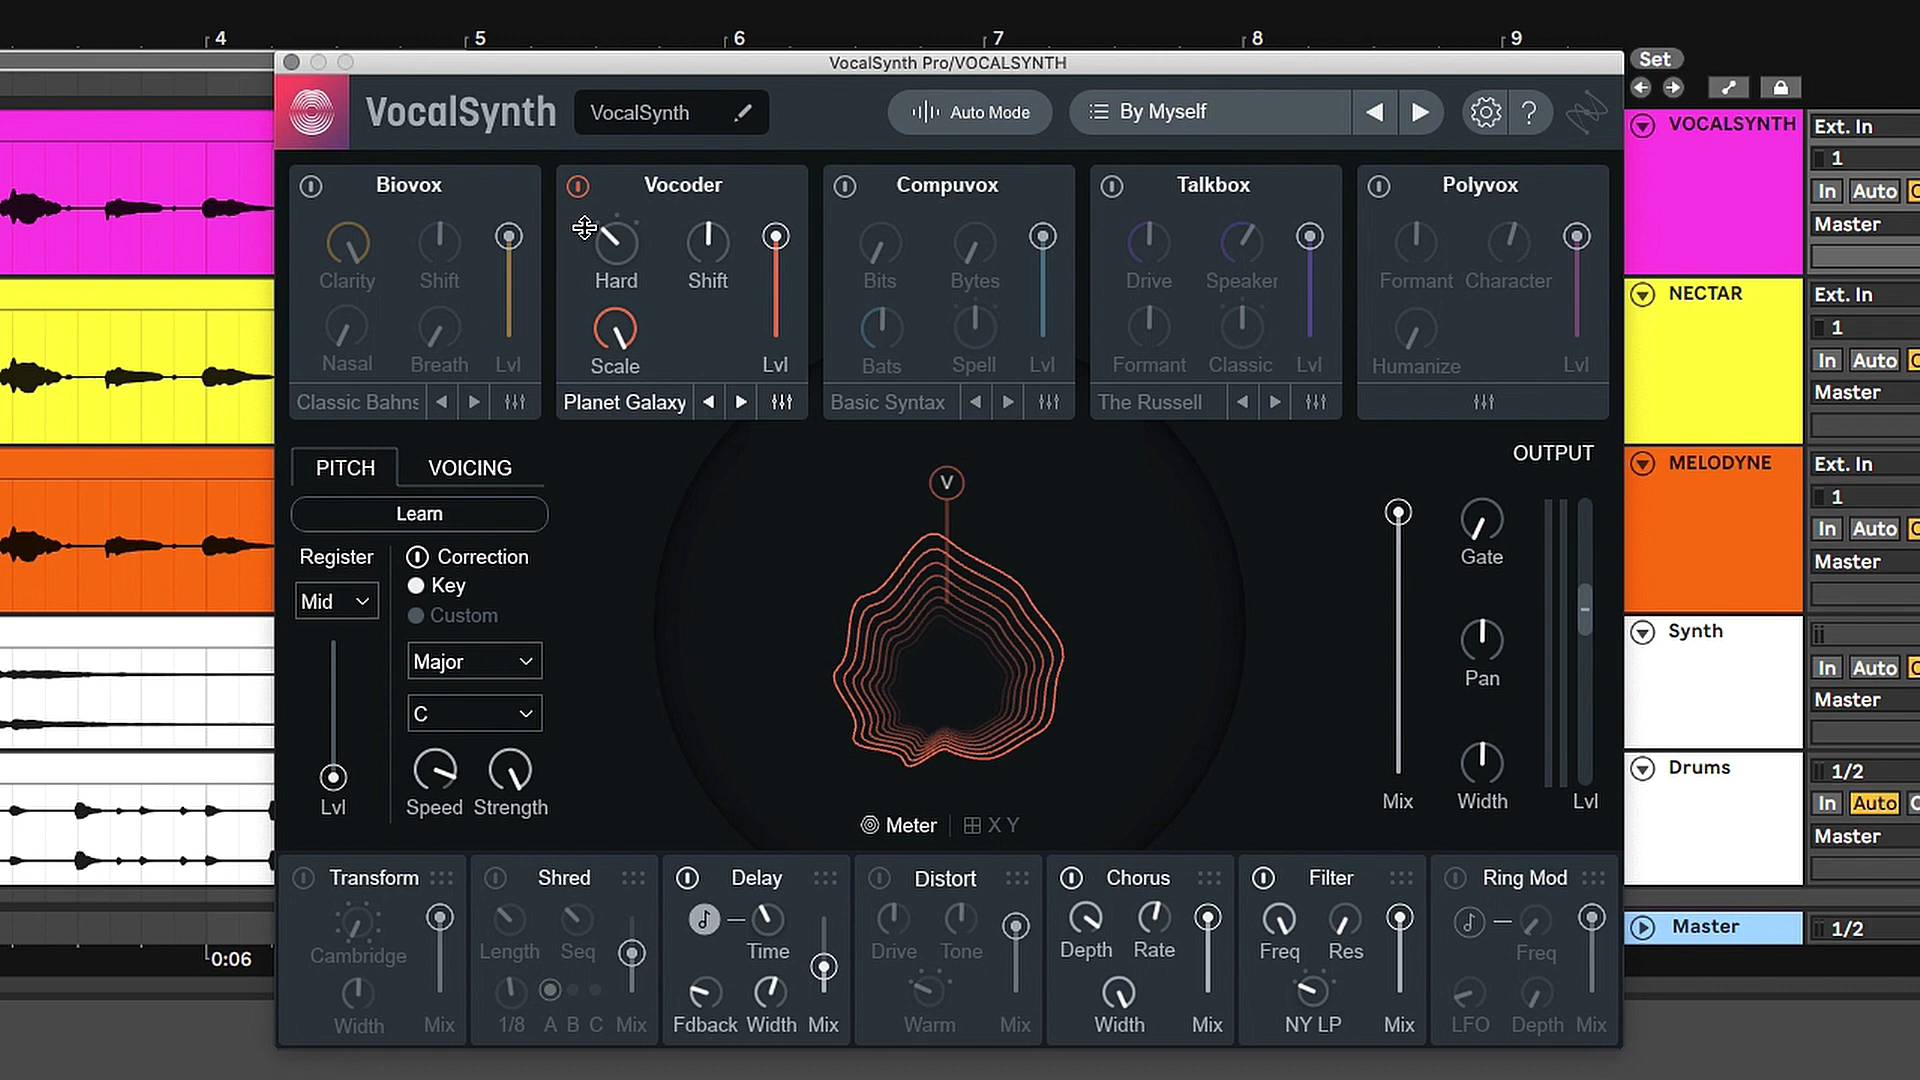 4 5 6 7 8 9
VocalSynth Pro/VOCALSYNTH
Set
VocalSynth VocalSynth Auto Mode By Myself ?
Biovox Vocoder Compuvox Talkbox Polyvox
Clarity Shift Hard Shift Bits Bytes Drive Speaker Formant Character
Nasal Breath Lvl Scale Lvl Bats Spell Lvl Formant Classic Lvl Humanize Lvl
Classic Bahns Planet Galaxy Basic Syntax The Russell
PITCH VOICING
Learn
Register
Mid
Lvl
Correction
Key
Custom
Major
C
Speed Strength
V
Meter X Y
OUTPUT
Gate
Pan
Mix Width Lvl
Transform Shred Delay Distort Chorus Filter Ring Mod
Cambridge Length Seq Time Drive Tone Depth Rate Freq Res Freq
Width Mix 1/8 A B C Mix Fdback Width Mix Warm Mix Width Mix NY LP Mix LFO Depth Mix
VOCALSYNTH Ext. In
1
In Auto
Master
NECTAR Ext. In
1
In Auto
Master
MELODYNE Ext. In
1
In Auto
Master
Synth
In Auto
Master
Drums 1/2
In Auto
Master
Master 1/2
0:06